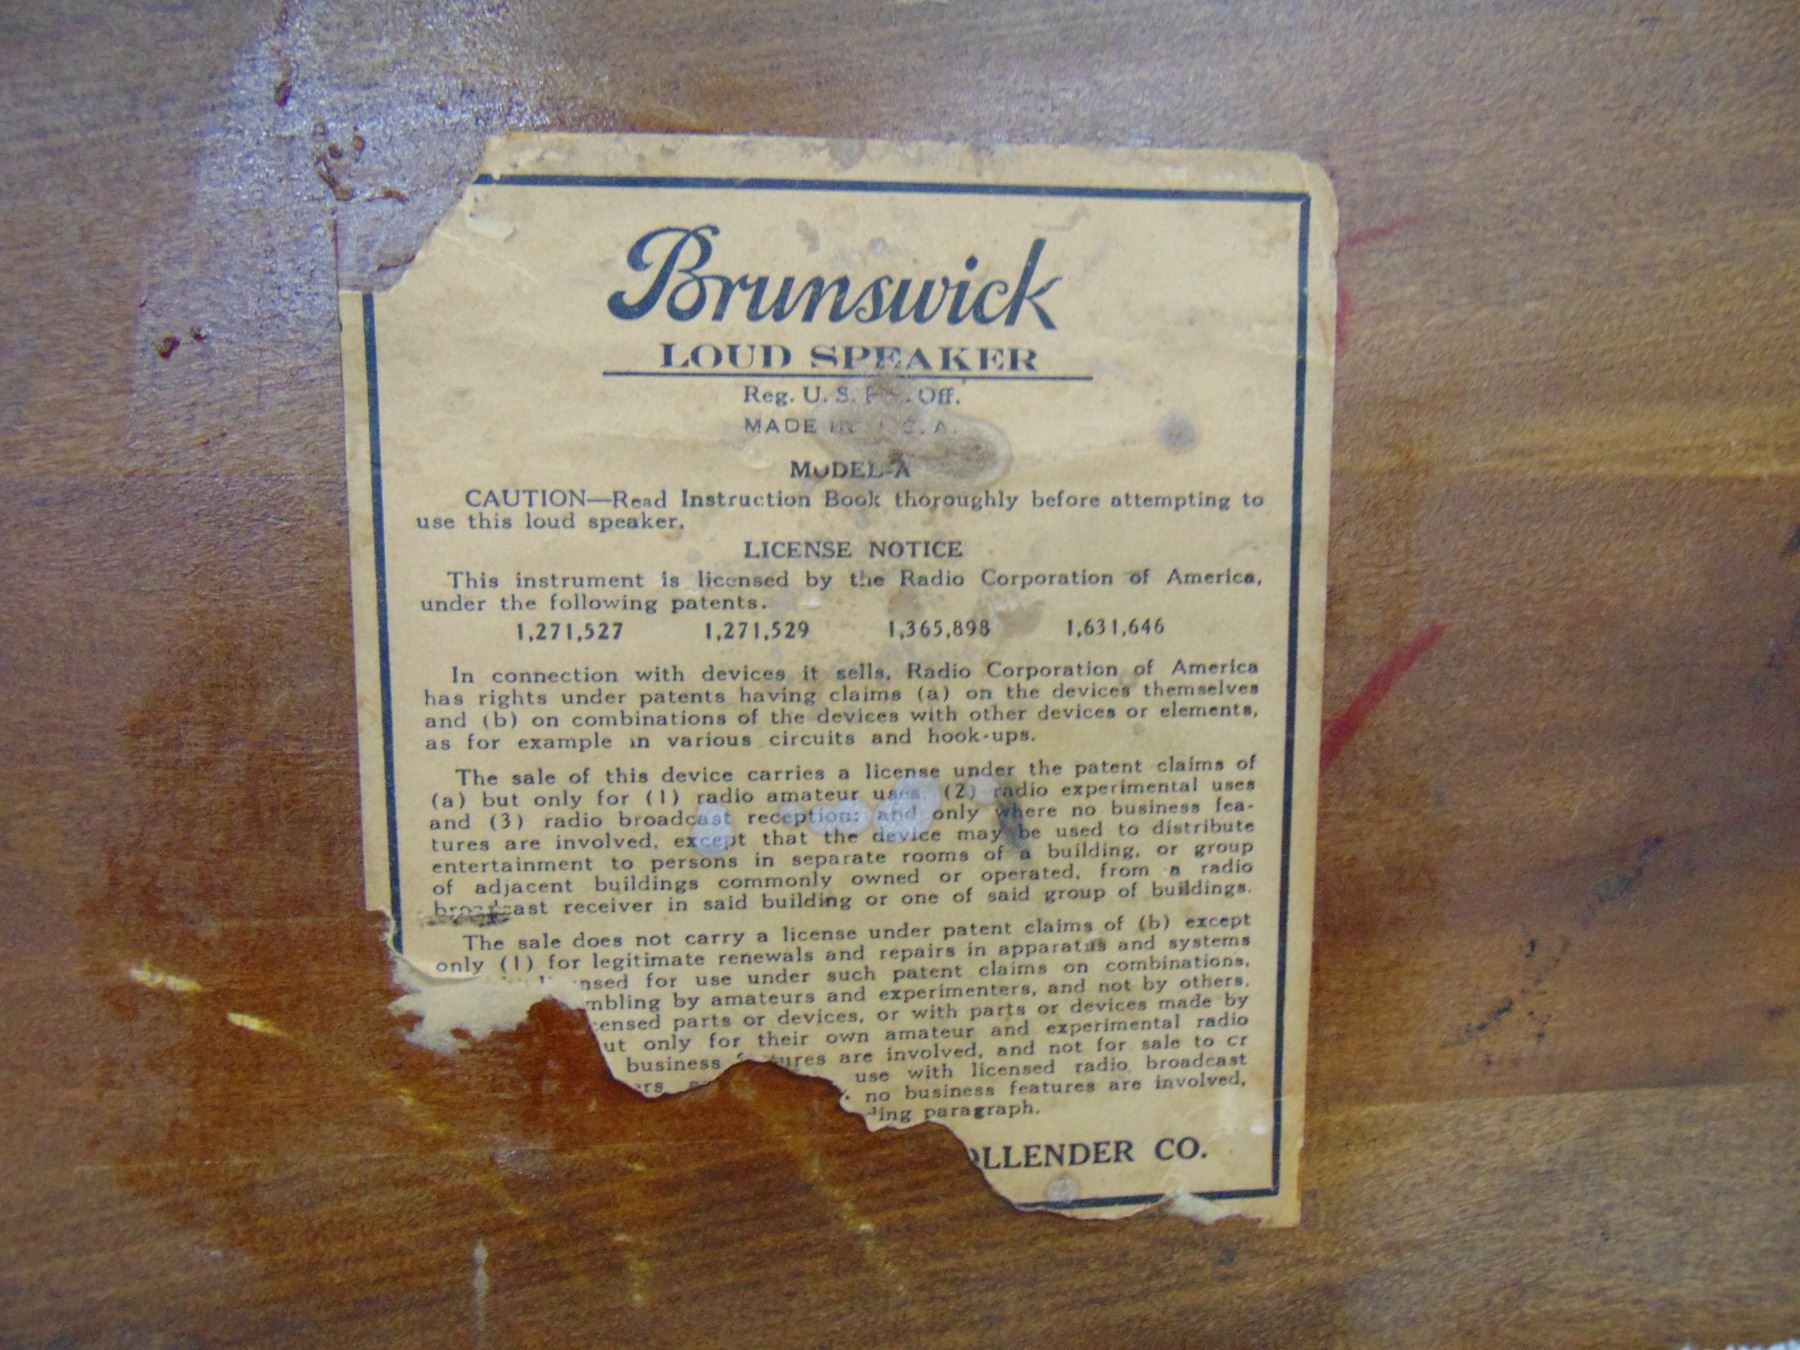 Brunswick
LOUD SPEAKER
Reg. U. S. Off.
MADE IN A.
MODEL-A
CAUTION—Read Instruction Book thoroughly before attempting to
use this loud speaker.
LICENSE NOTICE
This instrument is licensed by the Radio Corporation of America,
under the following patents.
1,271,527 1,271,529 1,365,898 1,631,646
In connection with devices it sells, Radio Corporation of America
has rights under patents having claims (a) on the devices themselves
and (b) on combinations of the devices with other devices or elements,
as for example in various circuits and hook-ups.
The sale of this device carries a license under the patent claims of
(a) but only for (1) radio amateur uses (2) radio experimental uses
and (3) radio broadcast reception; and only where no business fea-
tures are involved, except that the device may be used to distribute
entertainment to persons in separate rooms of a building, or group
of adjacent buildings commonly owned or operated, from a radio
broadcast receiver in said building or one of said group of buildings.
The sale does not carry a license under patent claims of (b) except
only (1) for legitimate renewals and repairs in apparatus and systems
for use under such patent claims on combinations,
by amateurs and experimenters, and not by others,
parts or devices, or with parts or devices made by
only for their own amateur and experimental radio
business features are involved, and not for sale to or
use with licensed radio broadcast
no business features are involved,
paragraph.
OLLENDER CO.